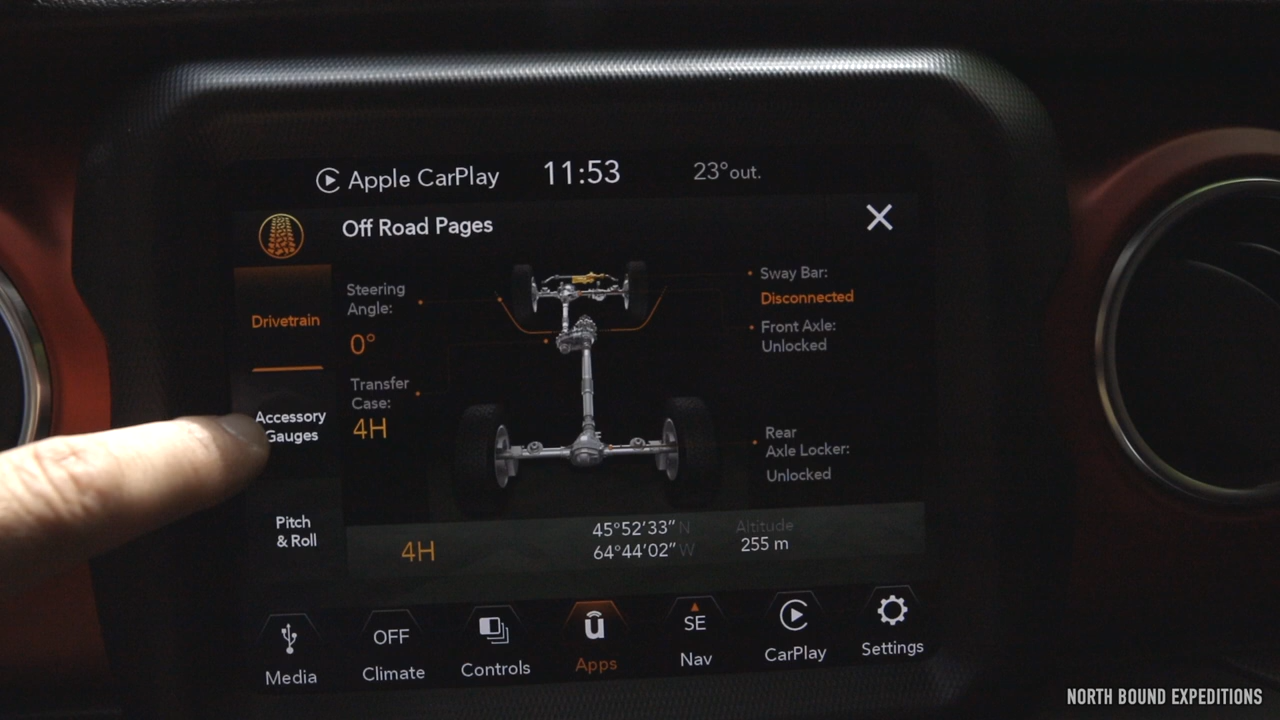 Apple CarPlay 11:53 23°out.
Off Road Pages
Drivetrain
Accessory
Gauges
Pitch
& Roll
Steering
Angle:
0°
Transfer
Case:
4H
Sway Bar:
Disconnected
Front Axle:
Unlocked
Rear
Axle Locker:
Unlocked
4H
45°52'33" N
64°44'02" W
Altitude
255 m
Media
OFF
Climate
Controls
û
Apps
SE
Nav
CarPlay
Settings
NORTH BOUND EXPEDITIONS